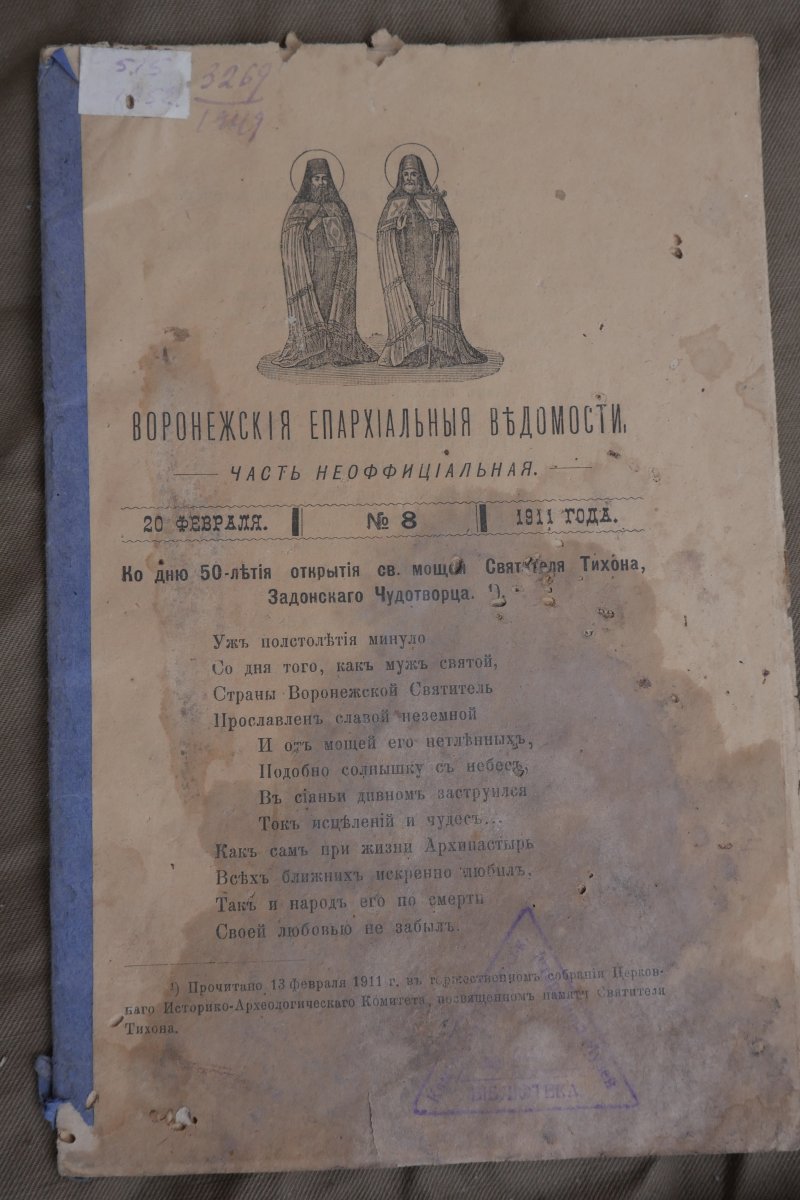 3269
1949
ВОРОНЕЖСКІЯ ЕПАРХІАЛЬНЫЯ ВѢДОМОСТИ.
ЧАСТЬ НЕОФФИЦІАЛЬНАЯ.
20 ФЕВРАЛЯ. № 8 1911 ГОДА.
Ко дню 50-лѣтія открытія св. мощей Святителя Тихона,
Задонскаго Чудотворца.
Ужъ полстолѣтія минуло
Со дня того, какъ мужъ святой,
Страны Воронежской Святитель
Прославленъ славой неземной
И отъ мощей его нетлѣнныхъ,
Подобно солнышку съ небесъ,
Въ сіяньи дивномъ заструился
Токъ исцѣленій и чудесъ...
Какъ самъ при жизни Архипастырь
Всѣхъ ближнихъ искренно любилъ,
Такъ и народъ его по смерти
Своей любовью не забылъ.
¹) Прочитано 13 февраля 1911 г. въ торжественномъ собраніи Церков-
наго Историко-Археологическаго Комитета, посвященномъ памяти Святителя
Тихона.
БІБЛІОТЕКА